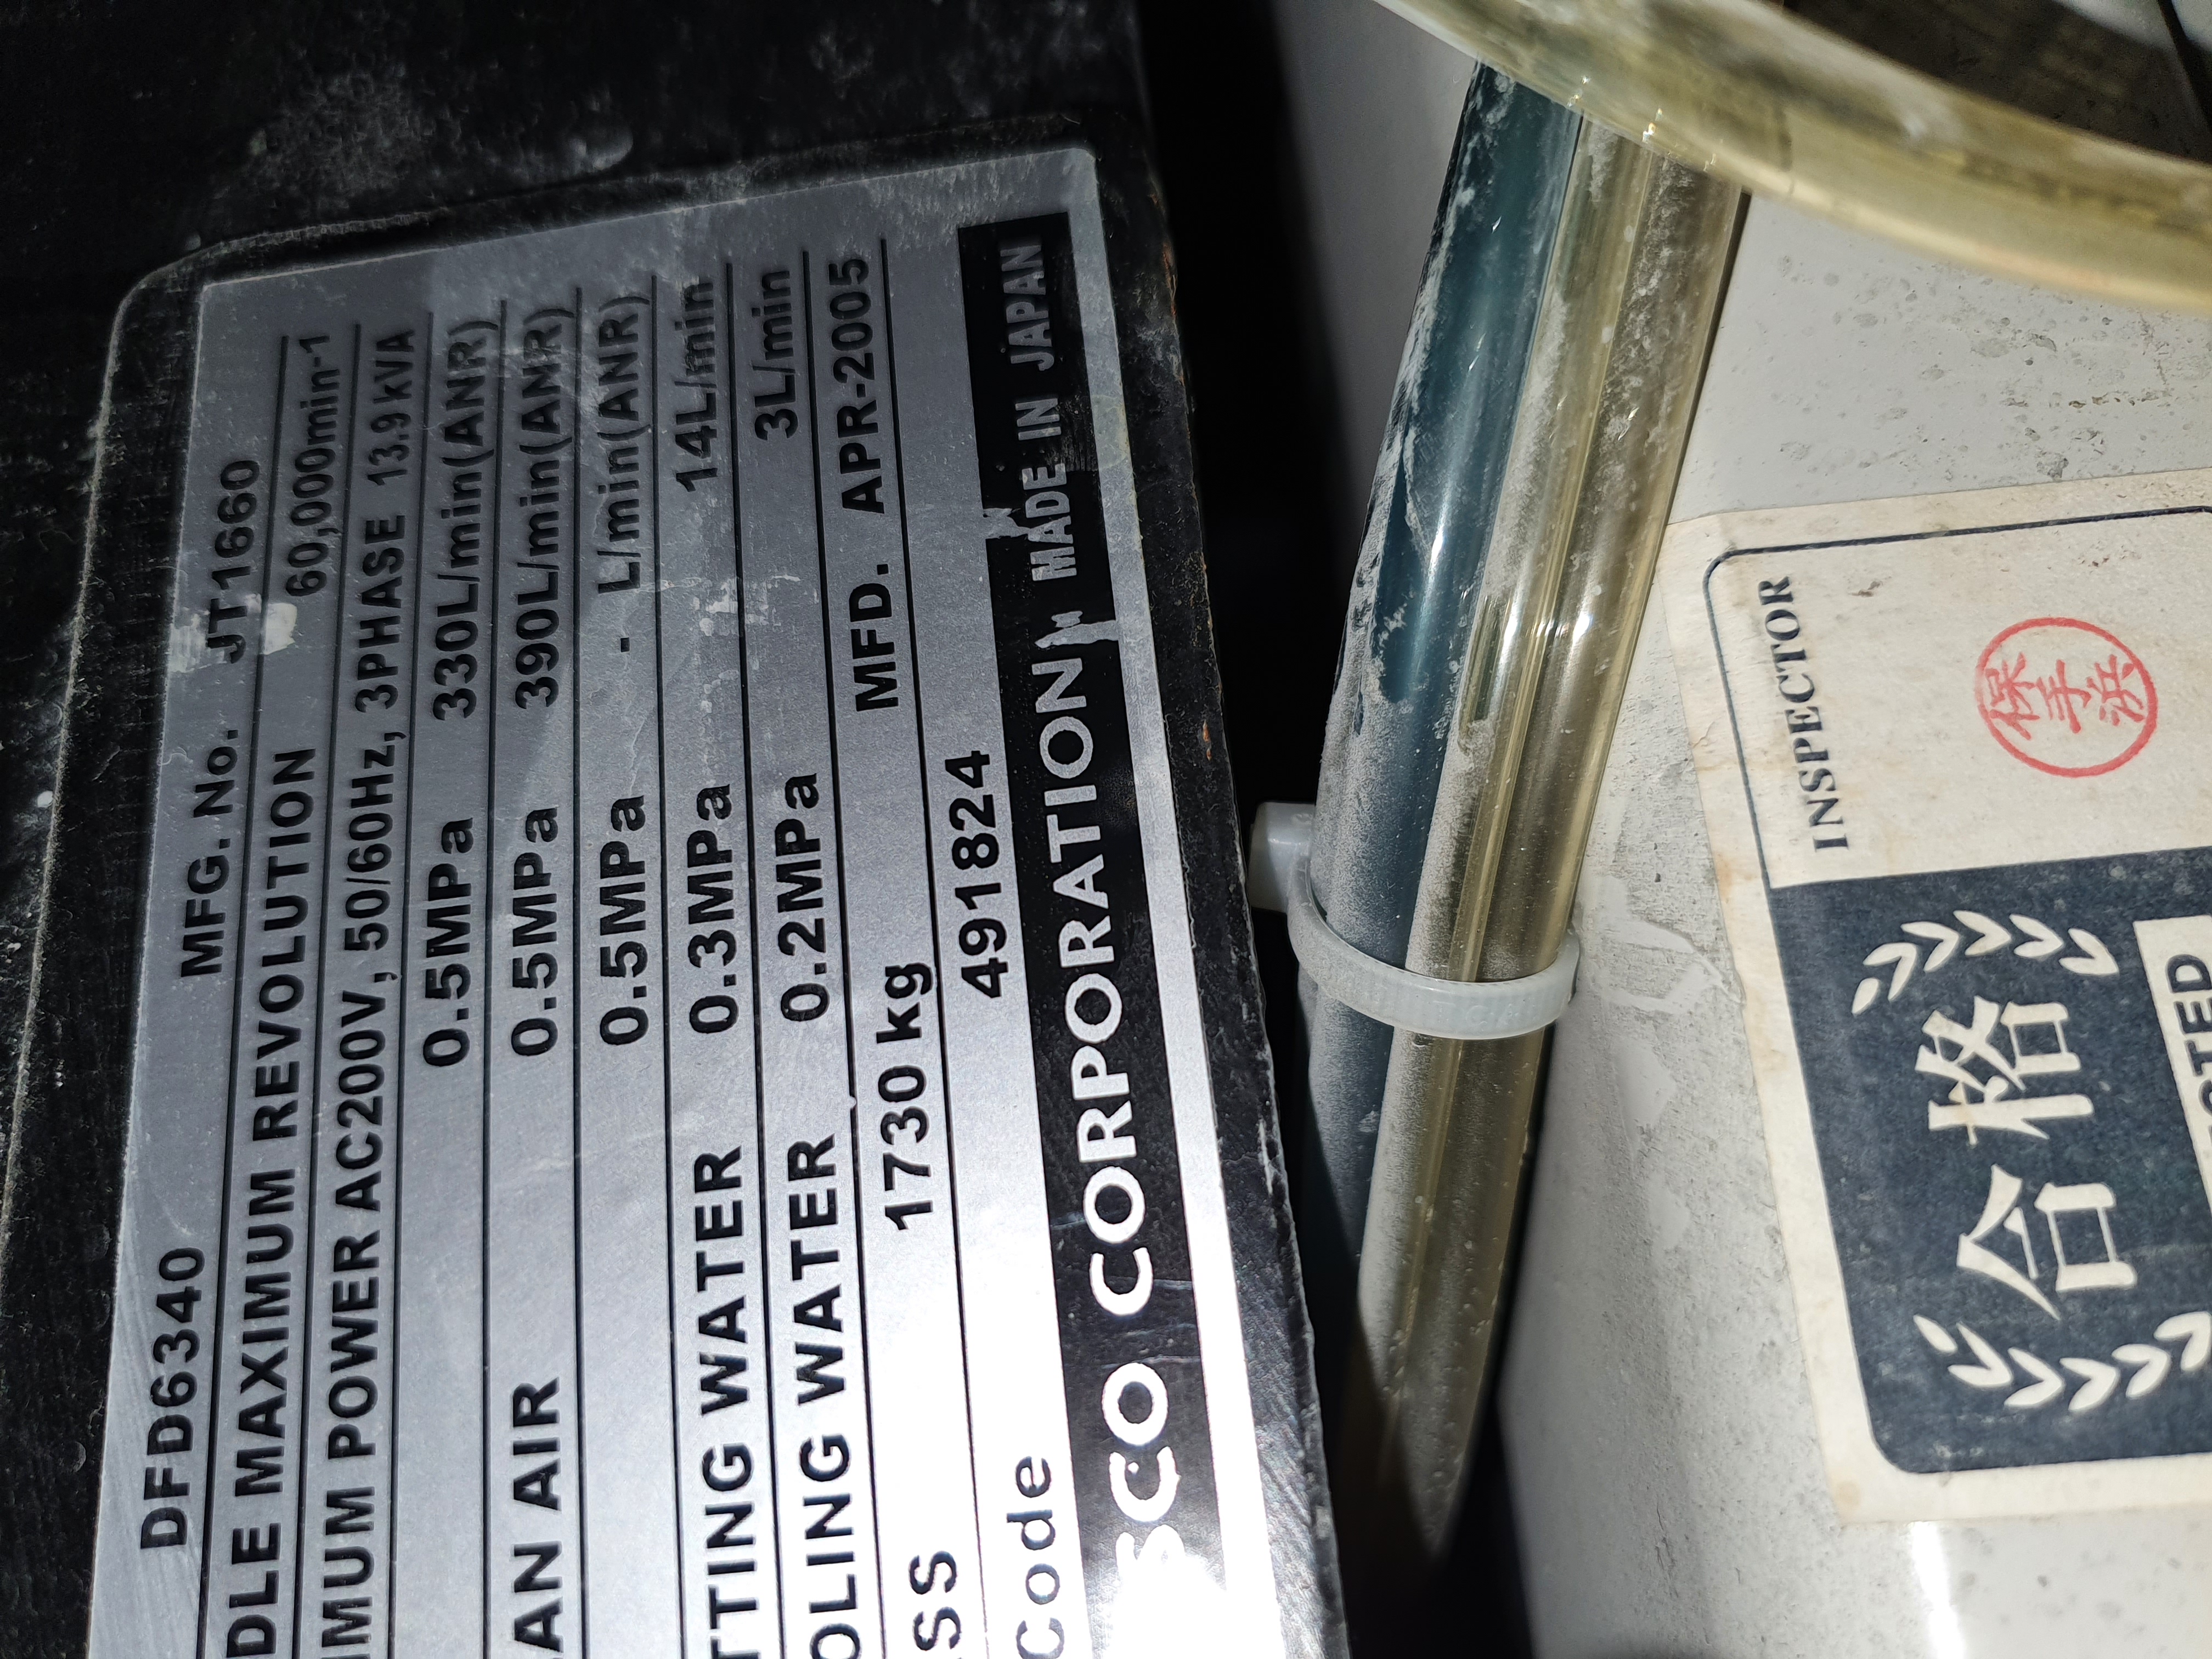 DFD6340 MFG. No. JT1660
DLE MAXIMUM REVOLUTION 60,000min-1
IMUM POWER AC200V, 50/60Hz, 3PHASE 13.9 kVA
0.5MPa 330L/min(ANR)
AN AIR 0.5MPa 390L/min(ANR)
0.5MPa - L/min(ANR)
TTING WATER 0.3MPa 14L/min
OLING WATER 0.2MPa 3L/min
SS 1730 kg MFD. APR-2005
Code 491824
SCO CORPORATION MADE IN JAPAN
INSPECTOR
合格
CTED